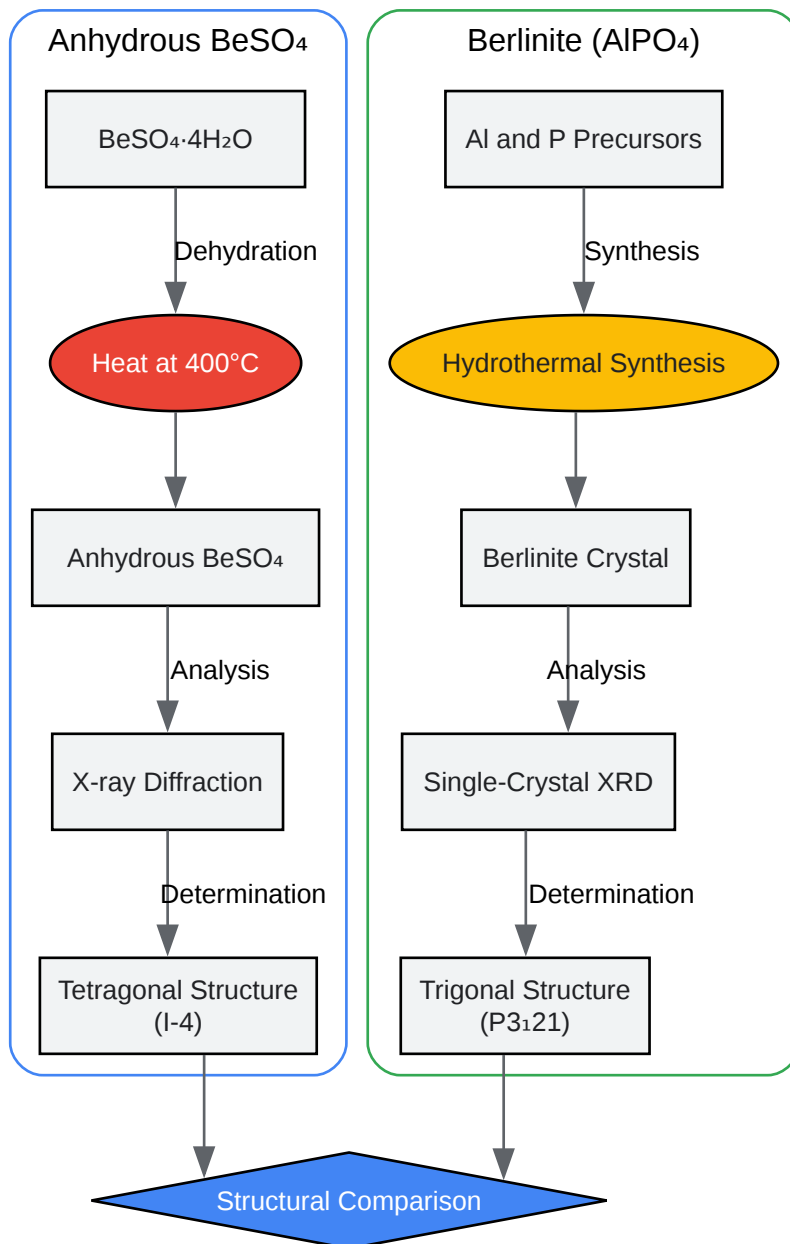 Anhydrous BeSO₄
BeSO₄·4H₂O
Dehydration
Heat at 400°C
Anhydrous BeSO₄
Analysis
X-ray Diffraction
Determination
Tetragonal Structure
(I-4)
Berlinite (AlPO₄)
Al and P Precursors
Synthesis
Hydrothermal Synthesis
Berlinite Crystal
Analysis
Single-Crystal XRD
Determination
Trigonal Structure
(P3₁21)
Structural Comparison